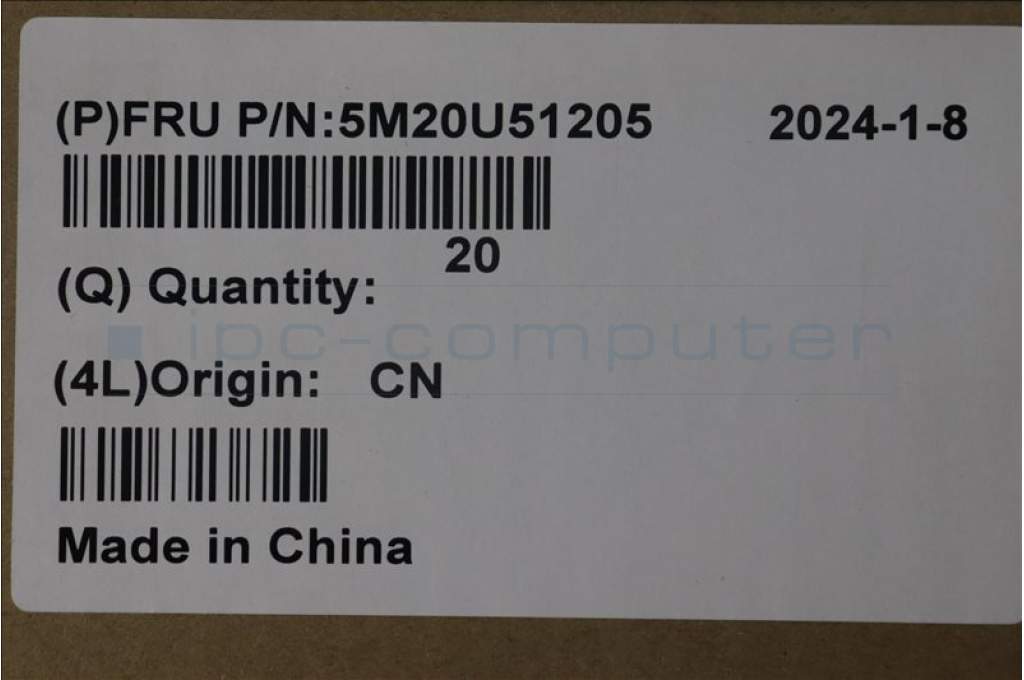 (P)FRU P/N:5M20U51205 2024-1-8
20
(Q) Quantity:
ipc-computer
(4L)Origin: CN
Made in China